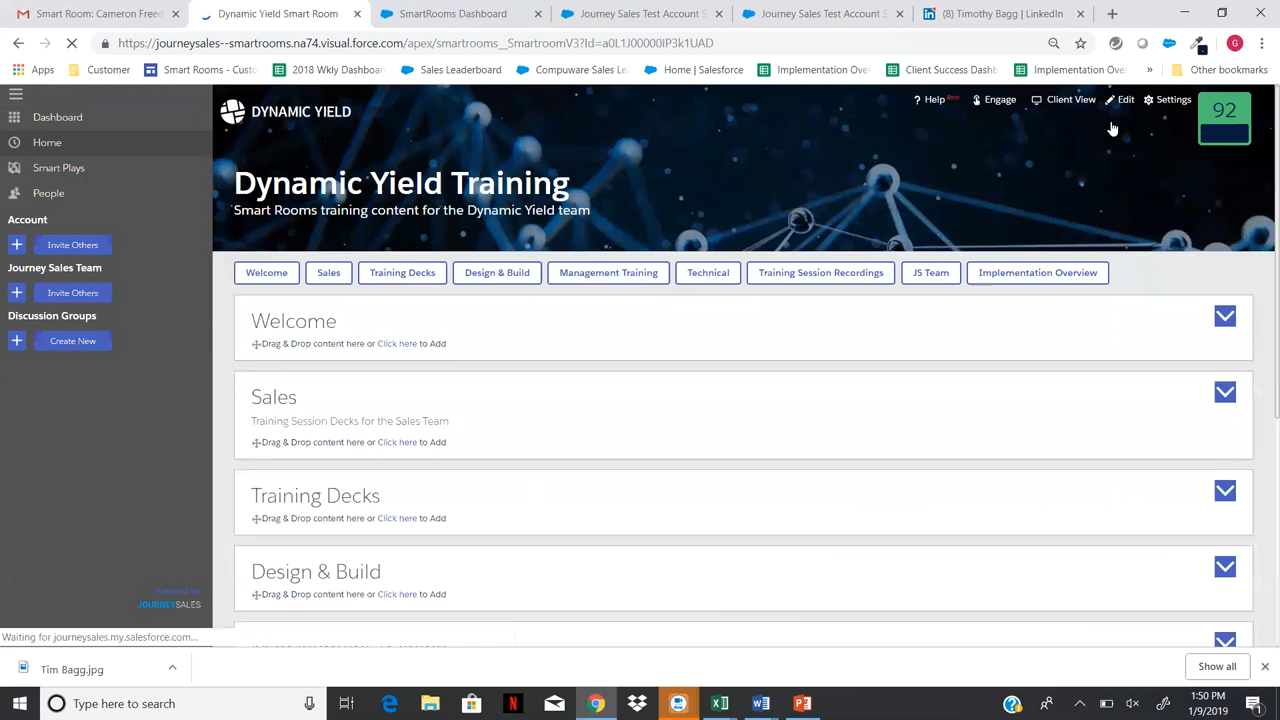 Smart Room: Cameron Freed
Dynamic Yield Smart Room
SmartRooms Dashboard
Journey Sales Test Account S
Journey Sales Test Account S
(2) Timothy Bagg | LinkedIn
https://journeysales--smartrooms.na74.visual.force.com/apex/smartrooms__SmartroomV3?Id=a0L1J00000IP3k1UAD
Apps
Customer
Smart Rooms - Custo
2018 Wkly Dashboar
Sales Leaderboard
Compuware Sales Le
Home | Salesforce
Implementation Over
Client Success Dashb
Implementation Ove
»
Other bookmarks
Dashboard
Home
Smart Plays
People
Account
+ Invite Others
Journey Sales Team
+ Invite Others
Discussion Groups
+ Create New
Powered by
JOURNEYSALES
DYNAMIC YIELD
? Help Beta
Engage
Client View
Edit
Settings
92
Dynamic Yield Training
Smart Rooms training content for the Dynamic Yield team
Welcome
Sales
Training Decks
Design & Build
Management Training
Technical
Training Session Recordings
JS Team
Implementation Overview
Welcome
Drag & Drop content here or Click here to Add
Sales
Training Session Decks for the Sales Team
Drag & Drop content here or Click here to Add
Training Decks
Drag & Drop content here or Click here to Add
Design & Build
Drag & Drop content here or Click here to Add
Waiting for journeysales.my.salesforce.com...
Tim Bagg.jpg
Show all
Type here to search
1:50 PM
1/9/2019